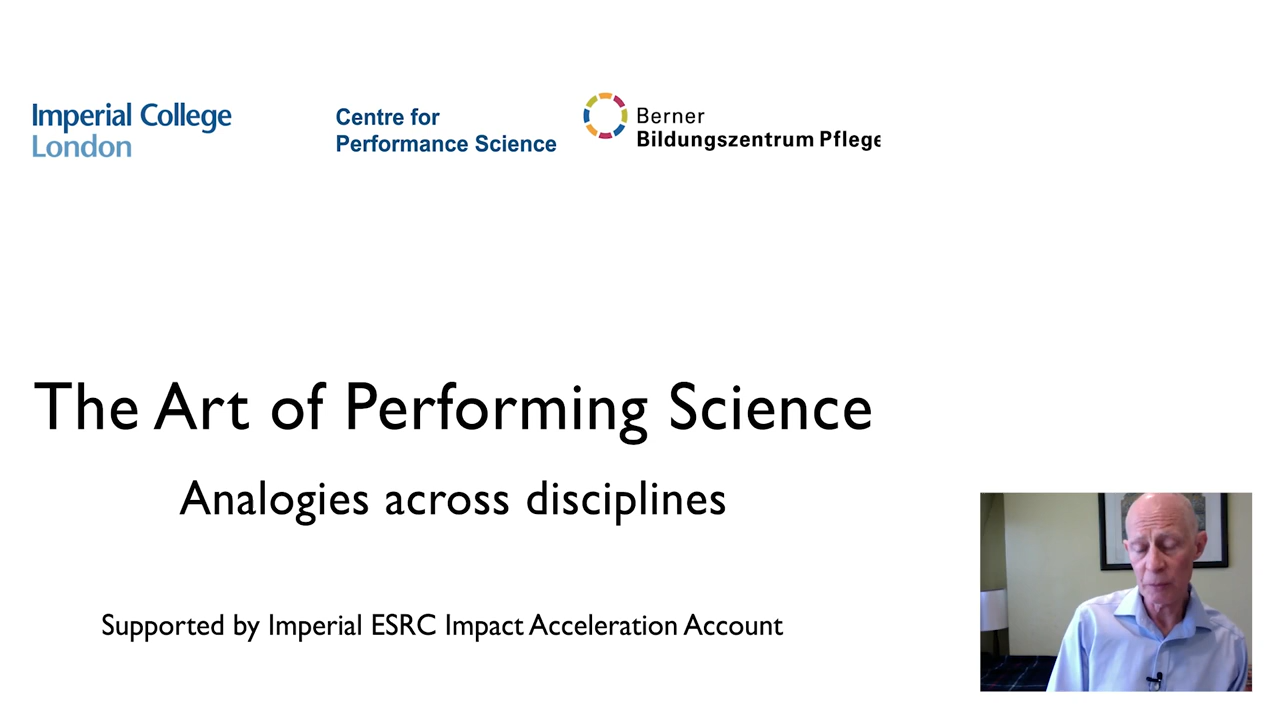 Imperial College
London
Centre for
Performance Science
Berner
Bildungszentrum Pflege
The Art of Performing Science
Analogies across disciplines
Supported by Imperial ESRC Impact Acceleration Account